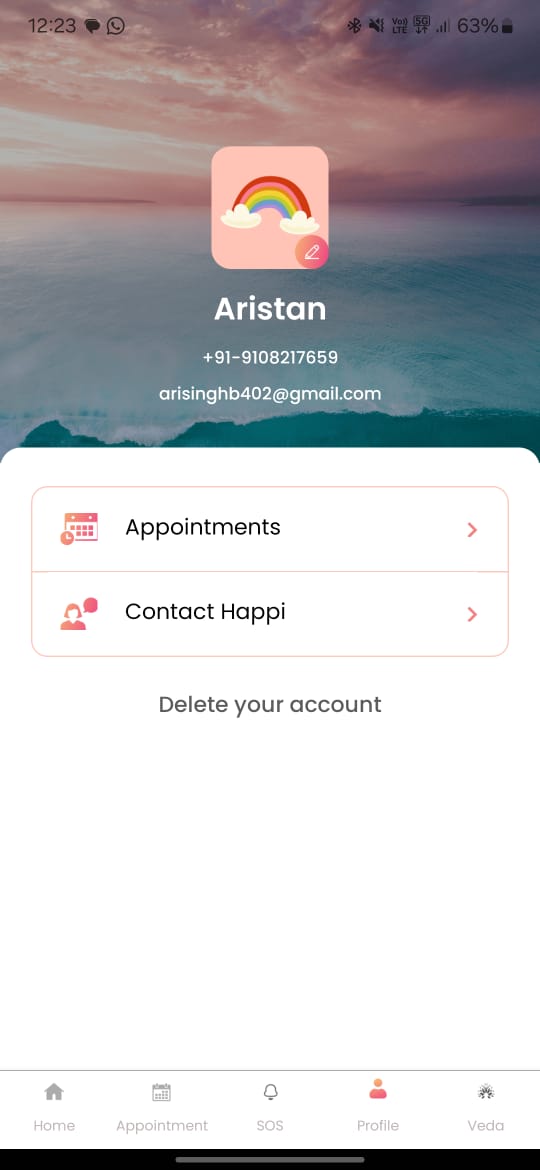 12:23
Vo))
LTE
5G
63%
Aristan
+91-9108217659
arisinghb402@gmail.com
Appointments
Contact Happi
Delete your account
Home
Appointment
SOS
Profile
Veda